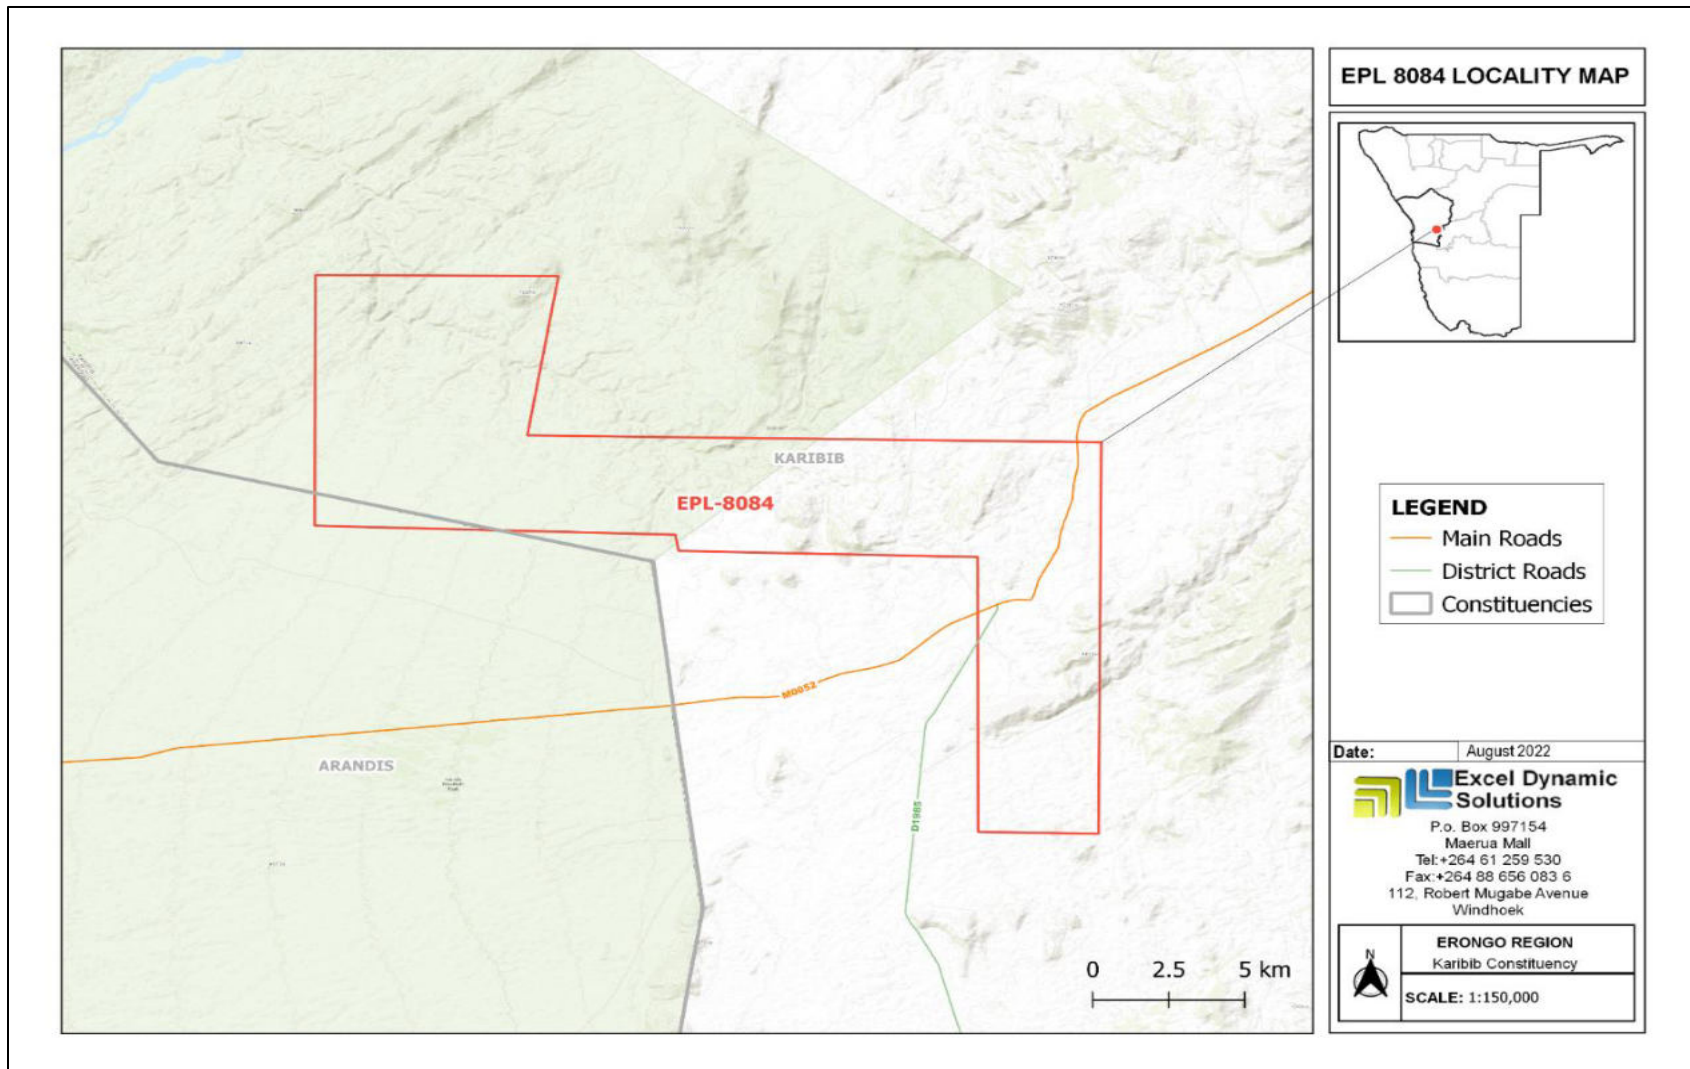 EPL 8084 LOCALITY MAP
KARIBIB
EPL-8084
M0052
ARANDIS
D1985
0 2.5 5 km
LEGEND
Main Roads
District Roads
Constituencies
Date: August 2022
Excel Dynamic
Solutions
P.o. Box 997154
Maerua Mall
Tel:+264 61 259 530
Fax:+264 88 656 083 6
112, Robert Mugabe Avenue
Windhoek
N
ERONGO REGION
Karibib Constituency
SCALE: 1:150,000